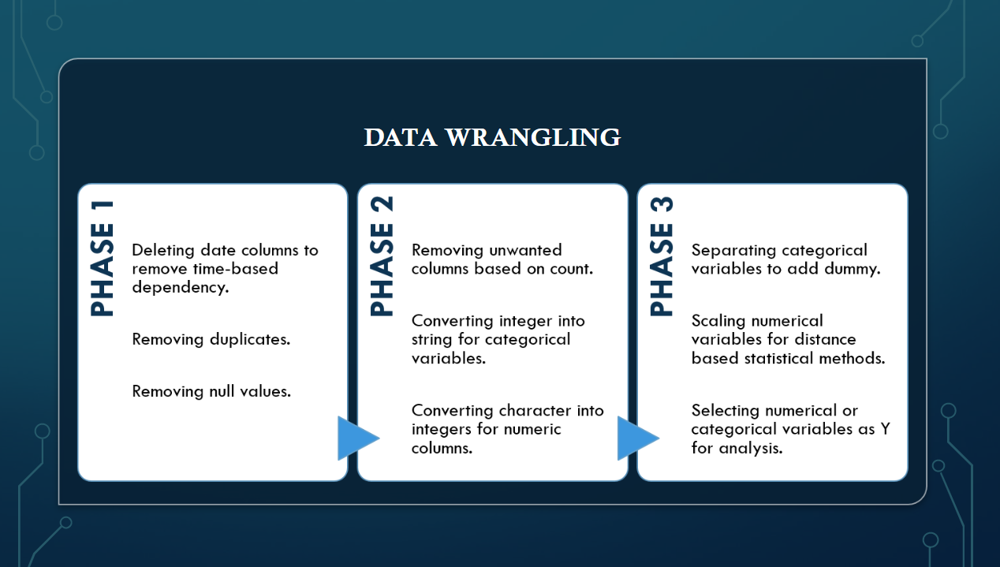 DATA WRANGLING
PHASE 1
Deleting date columns to
remove time-based
dependency.
Removing duplicates.
Removing null values.
PHASE 2
Removing unwanted
columns based on count.
Converting integer into
string for categorical
variables.
Converting character into
integers for numeric
columns.
PHASE 3
Separating categorical
variables to add dummy.
Scaling numerical
variables for distance
based statistical methods.
Selecting numerical or
categorical variables as Y
for analysis.